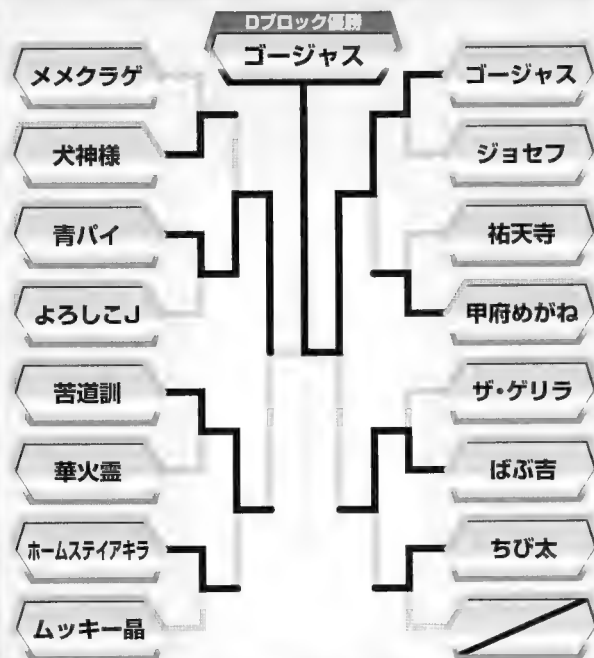 Dブロック優勝
ゴージャス
メメクラゲ
犬神様
青パイ
よろしこJ
苦道訓
華火霊
ホームステイアキラ
ムッキー晶
ゴージャス
ジョセフ
祐天寺
甲府めがね
ザ・ゲリラ
ばぶ吉
ちび太